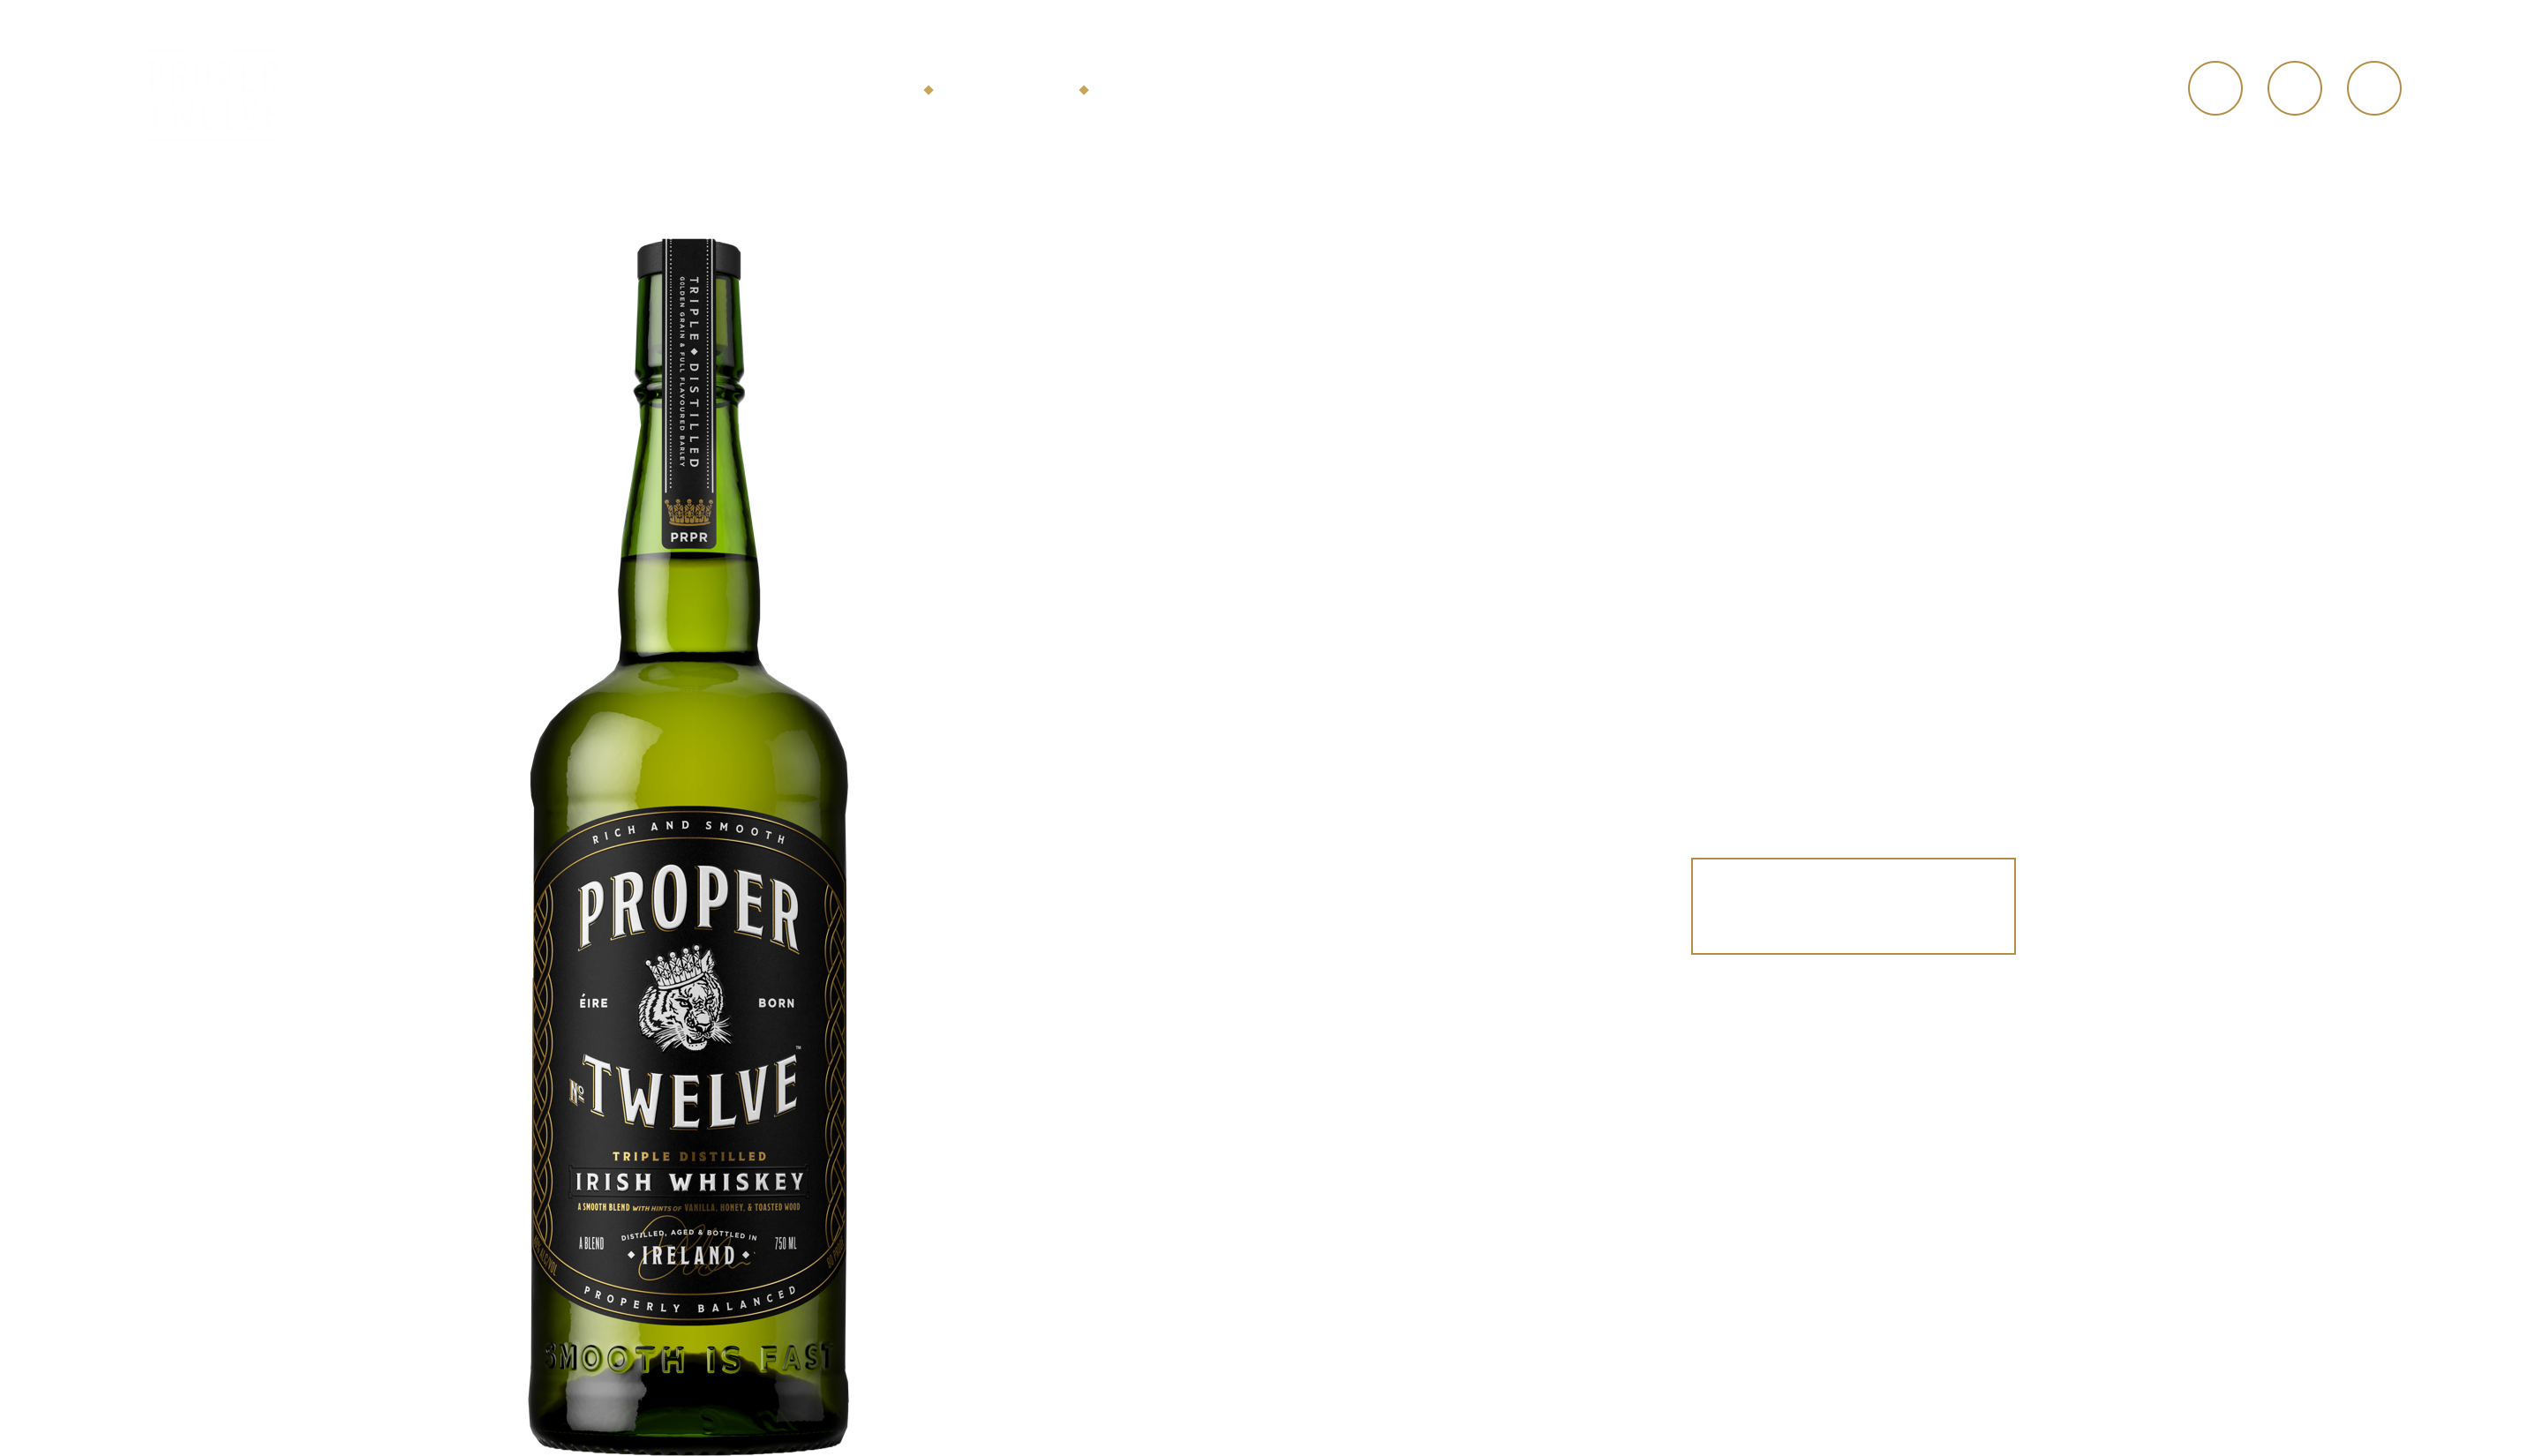 TRIPLE ◆ DISTILLED
GOLDEN GRAIN & FULL FLAVOURED BARLEY
PRPR
RICH AND SMOOTH
PROPER
ÉIRE BORN
No TWELVE™
TRIPLE DISTILLED
IRISH WHISKEY
A SMOOTH BLEND WITH HINTS OF VANILLA, HONEY, & TOASTED WOOD
DISTILLED, AGED & BOTTLED IN
A BLEND ◆ IRELAND ◆ 750 ML
PROPERLY BALANCED
SMOOTH IS FAST